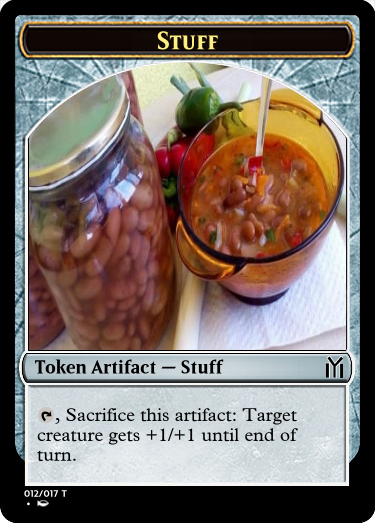 Stuff
Token Artifact — Stuff
, Sacrifice this artifact: Target
creature gets +1/+1 until end of
turn.
012/017 T